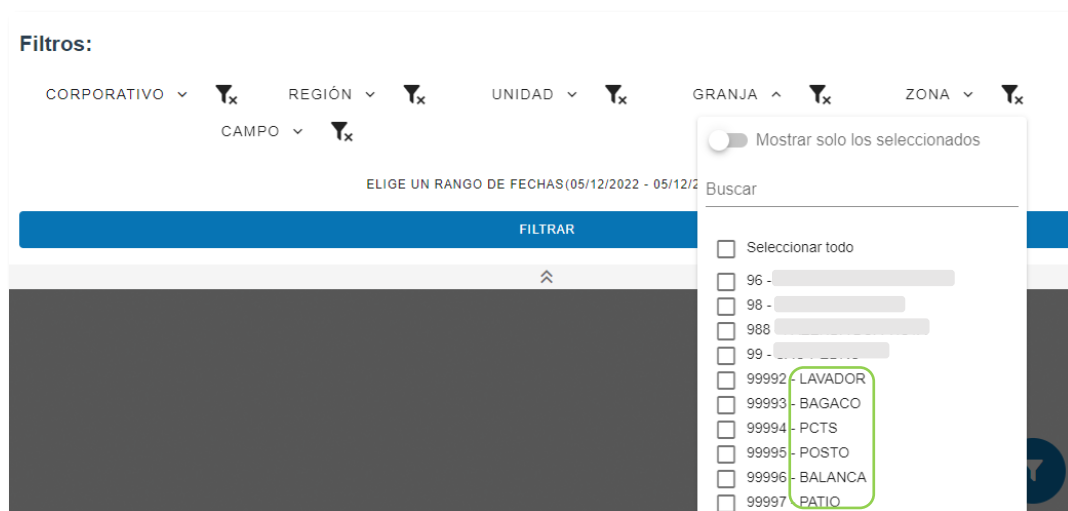 Filtros:
CORPORATIVO REGIÓN UNIDAD GRANJA ZONA
CAMPO
Mostrar solo los seleccionados
ELIGE UN RANGO DE FECHAS(05/12/2022 - 05/12/2
Buscar
FILTRAR
Seleccionar todo
96 -
98 -
988
99 -
99992 - LAVADOR
99993 - BAGACO
99994 - PCTS
99995 - POSTO
99996 - BALANCA
99997 - PATIO